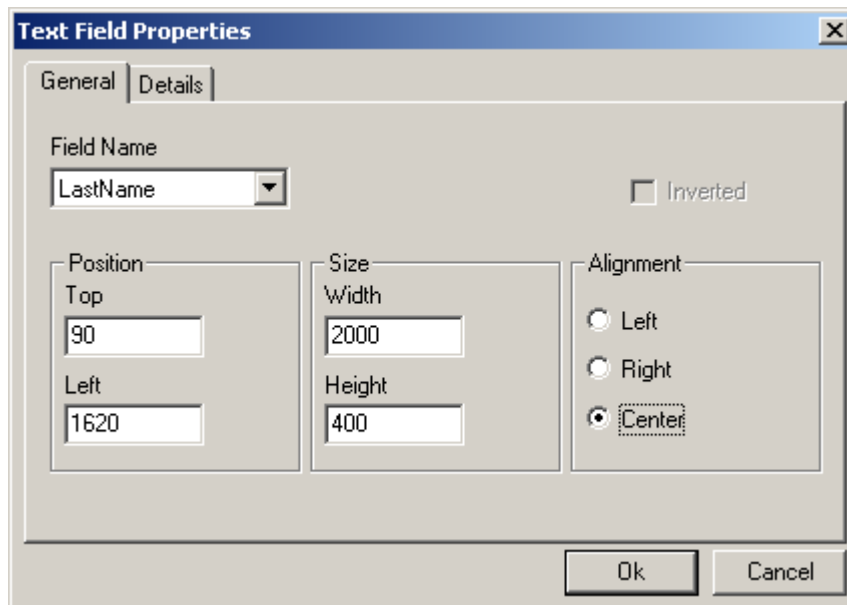 Text Field Properties
General Details
Field Name
LastName
Inverted
Position
Top
90
Left
1620
Size
Width
2000
Height
400
Alignment
Left
Right
Center
Ok Cancel